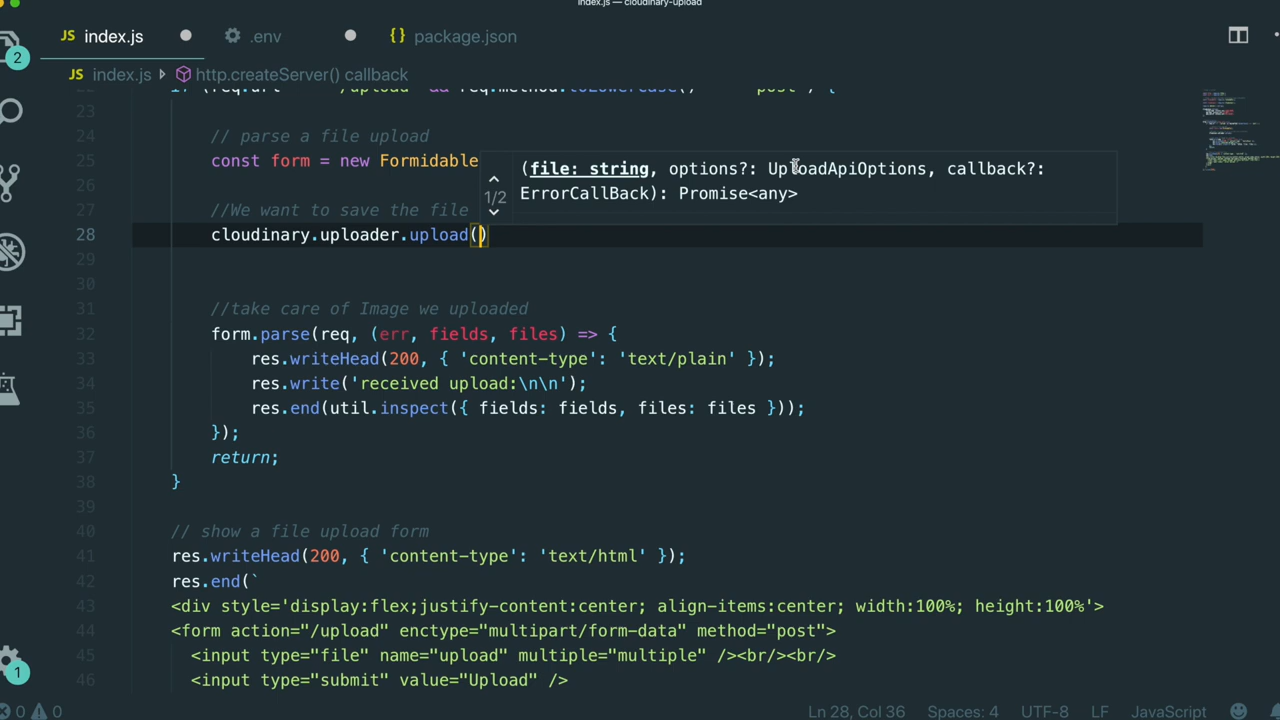 index.js — cloudinary-upload
JS index.js ● .env ● {} package.json
2
JS index.js http.createServer() callback
23
24 // parse a file upload
25 const form = new Formidable
(file: string, options?: UploadApiOptions, callback?:
1/2 ErrorCallBack): Promise<any>
26
27 //We want to save the file
28 cloudinary.uploader.upload()
29
30
31 //take care of Image we uploaded
32 form.parse(req, (err, fields, files) => {
33 res.writeHead(200, { 'content-type': 'text/plain' });
34 res.write('received upload:\n\n');
35 res.end(util.inspect({ fields: fields, files: files }));
36 });
37 return;
38 }
39
40 // show a file upload form
41 res.writeHead(200, { 'content-type': 'text/html' });
42 res.end(`
43 <div style='display:flex;justify-content:center; align-items:center; width:100%; height:100%'>
44 <form action="/upload" enctype="multipart/form-data" method="post">
45 <input type="file" name="upload" multiple="multiple" /><br/><br/>
46 <input type="submit" value="Upload" />
1
0 0 Ln 28, Col 36 Spaces: 4 UTF-8 LF JavaScript